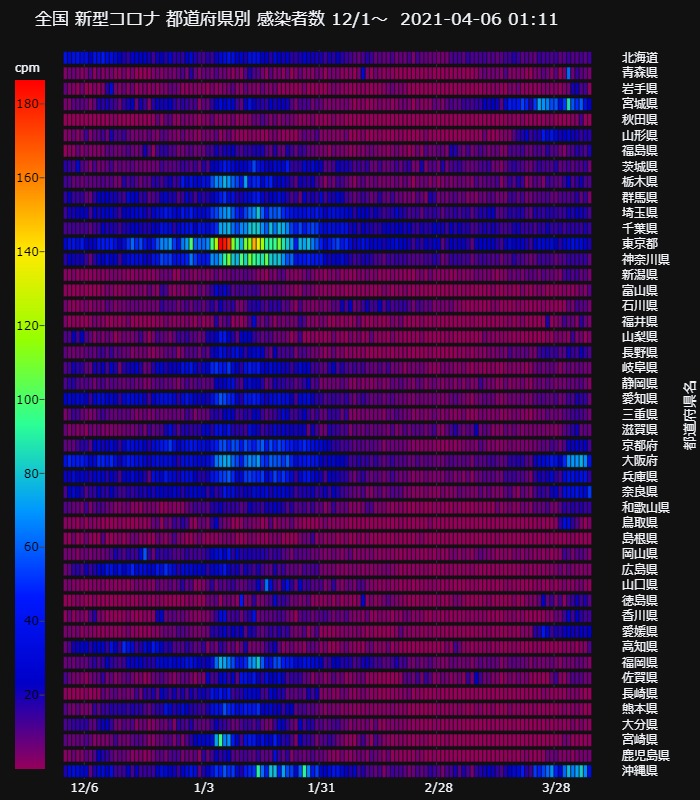 全国 新型コロナ 都道府県別 感染者数 12/1～ 2021-04-06 01:11
cpm
180
160
140
120
100
80
60
40
20
北海道
青森県
岩手県
宮城県
秋田県
山形県
福島県
茨城県
栃木県
群馬県
埼玉県
千葉県
東京都
神奈川県
新潟県
富山県
石川県
福井県
山梨県
長野県
岐阜県
静岡県
愛知県
三重県
滋賀県
京都府
大阪府
兵庫県
奈良県
和歌山県
鳥取県
島根県
岡山県
広島県
山口県
徳島県
香川県
愛媛県
高知県
福岡県
佐賀県
長崎県
熊本県
大分県
宮崎県
鹿児島県
沖縄県
都道府県名
12/6 1/3 1/31 2/28 3/28